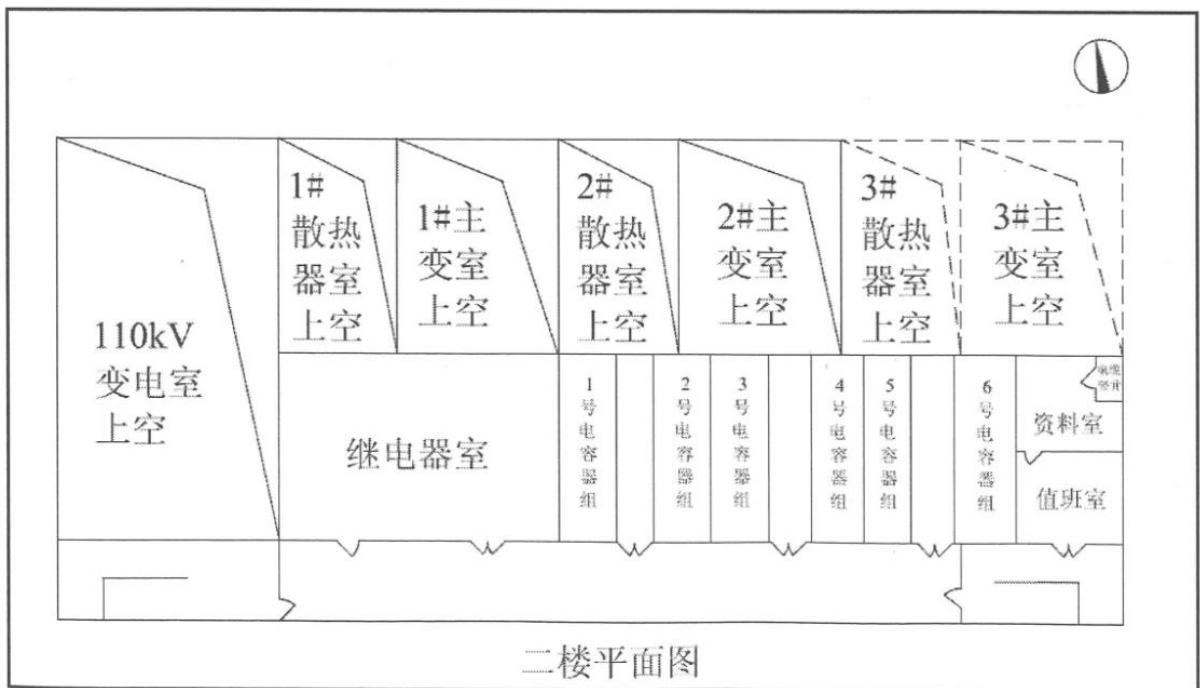 110kV
变电室
上空
1#
散热
器室
上空
1#主
变室
上空
2#
散热
器室
上空
2#主
变室
上空
3#
散热
器室
上空
3#主
变室
上空
继电器室
1号电容器组
2号电容器组
3号电容器组
4号电容器组
5号电容器组
6号电容器组
电缆
竖井
资料室
值班室
二楼平面图